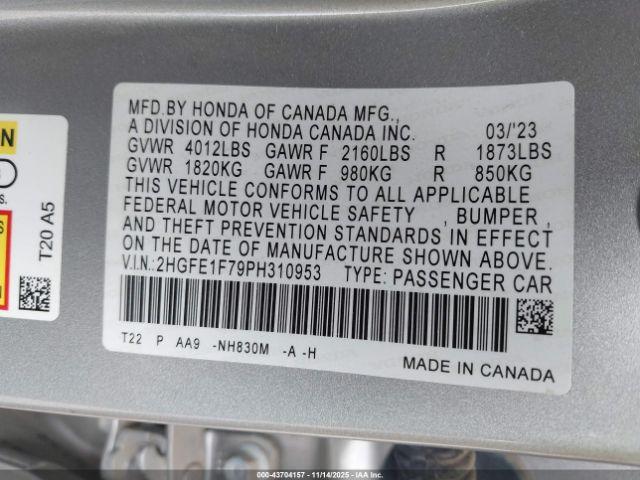 MFD.BY HONDA OF CANADA MFG.,
A DIVISION OF HONDA CANADA INC. 03/'23
GVWR 4012LBS GAWR F 2160LBS R 1873LBS
GVWR 1820KG GAWR F 980KG R 850KG
THIS VEHICLE CONFORMS TO ALL APPLICABLE
FEDERAL MOTOR VEHICLE SAFETY , BUMPER ,
AND THEFT PREVENTION STANDARDS IN EFFECT
ON THE DATE OF MANUFACTURE SHOWN ABOVE.
V.I.N.:2HGFE1F79PH310953 TYPE: PASSENGER CAR
T22 P AA9 -NH830M -A -H
MADE IN CANADA
T20 A5
000-43704157 - 11/14/2025 - IAA Inc.